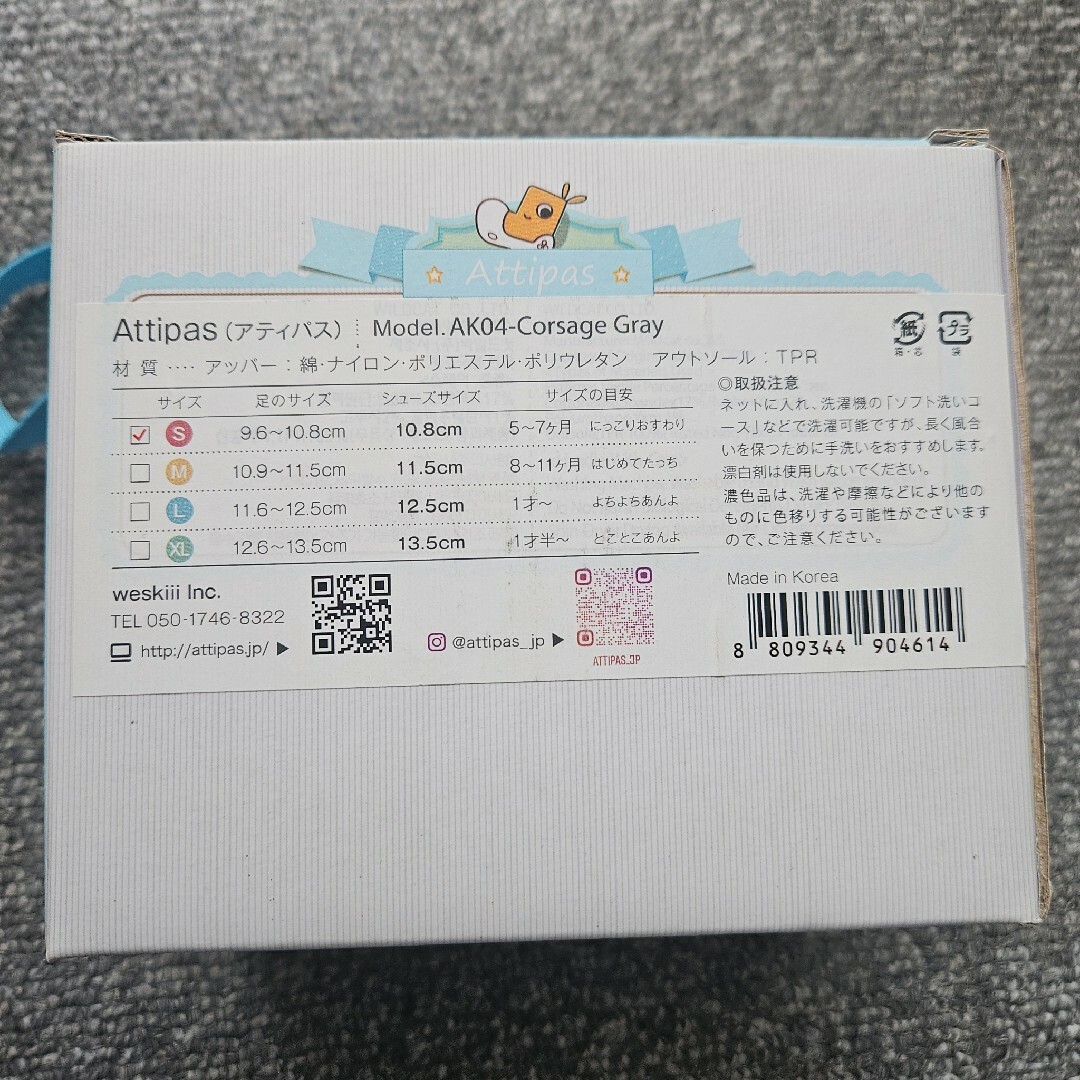 Attipas
Attipas (アティパス) Model. AK04-Corsage Gray
紙
箱・芯
プラ
袋
材 質 ‥‥ アッパー：綿・ナイロン・ポリエステル・ポリウレタン アウトソール：TPR
サイズ 足のサイズ シューズサイズ サイズの目安
S 9.6～10.8cm 10.8cm 5～7ヶ月 にっこりおすわり
M 10.9～11.5cm 11.5cm 8～11ヶ月 はじめてたっち
L 11.6～12.5cm 12.5cm 1才～ よちよちあんよ
XL 12.6～13.5cm 13.5cm 1才半～ とことこあんよ
◎取扱注意
ネットに入れ、洗濯機の「ソフト洗いコ
ース」などで洗濯可能ですが、長く風合
いを保つために手洗いをおすすめします。
漂白剤は使用しないでください。
濃色品は、洗濯や摩擦などにより他の
ものに色移りする可能性がございます
ので、ご注意ください。
weskiii Inc.
TEL 050-1746-8322
http://attipas.jp/
@attipas_jp
ATTIPAS_JP
Made in Korea
8 809344 904614